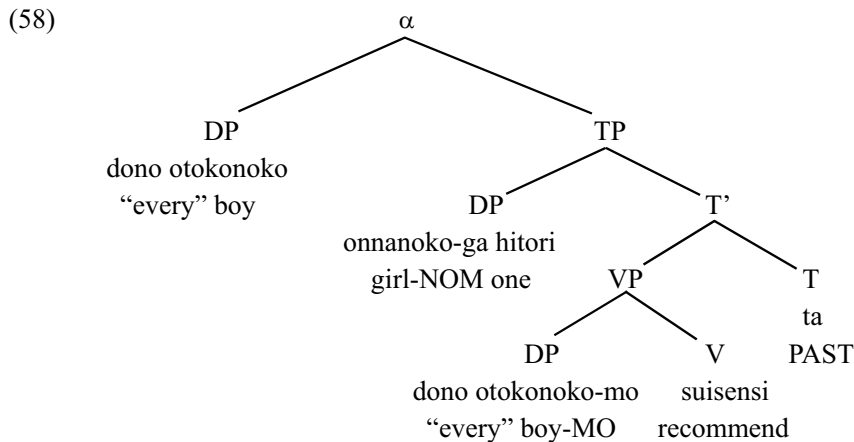 (58) α
DP TP
dono otokonoko
“every” boy DP T’
onnanoko-ga hitori
girl-NOM one VP T
ta
DP V PAST
dono otokonoko-mo suisensi
“every” boy-MO recommend